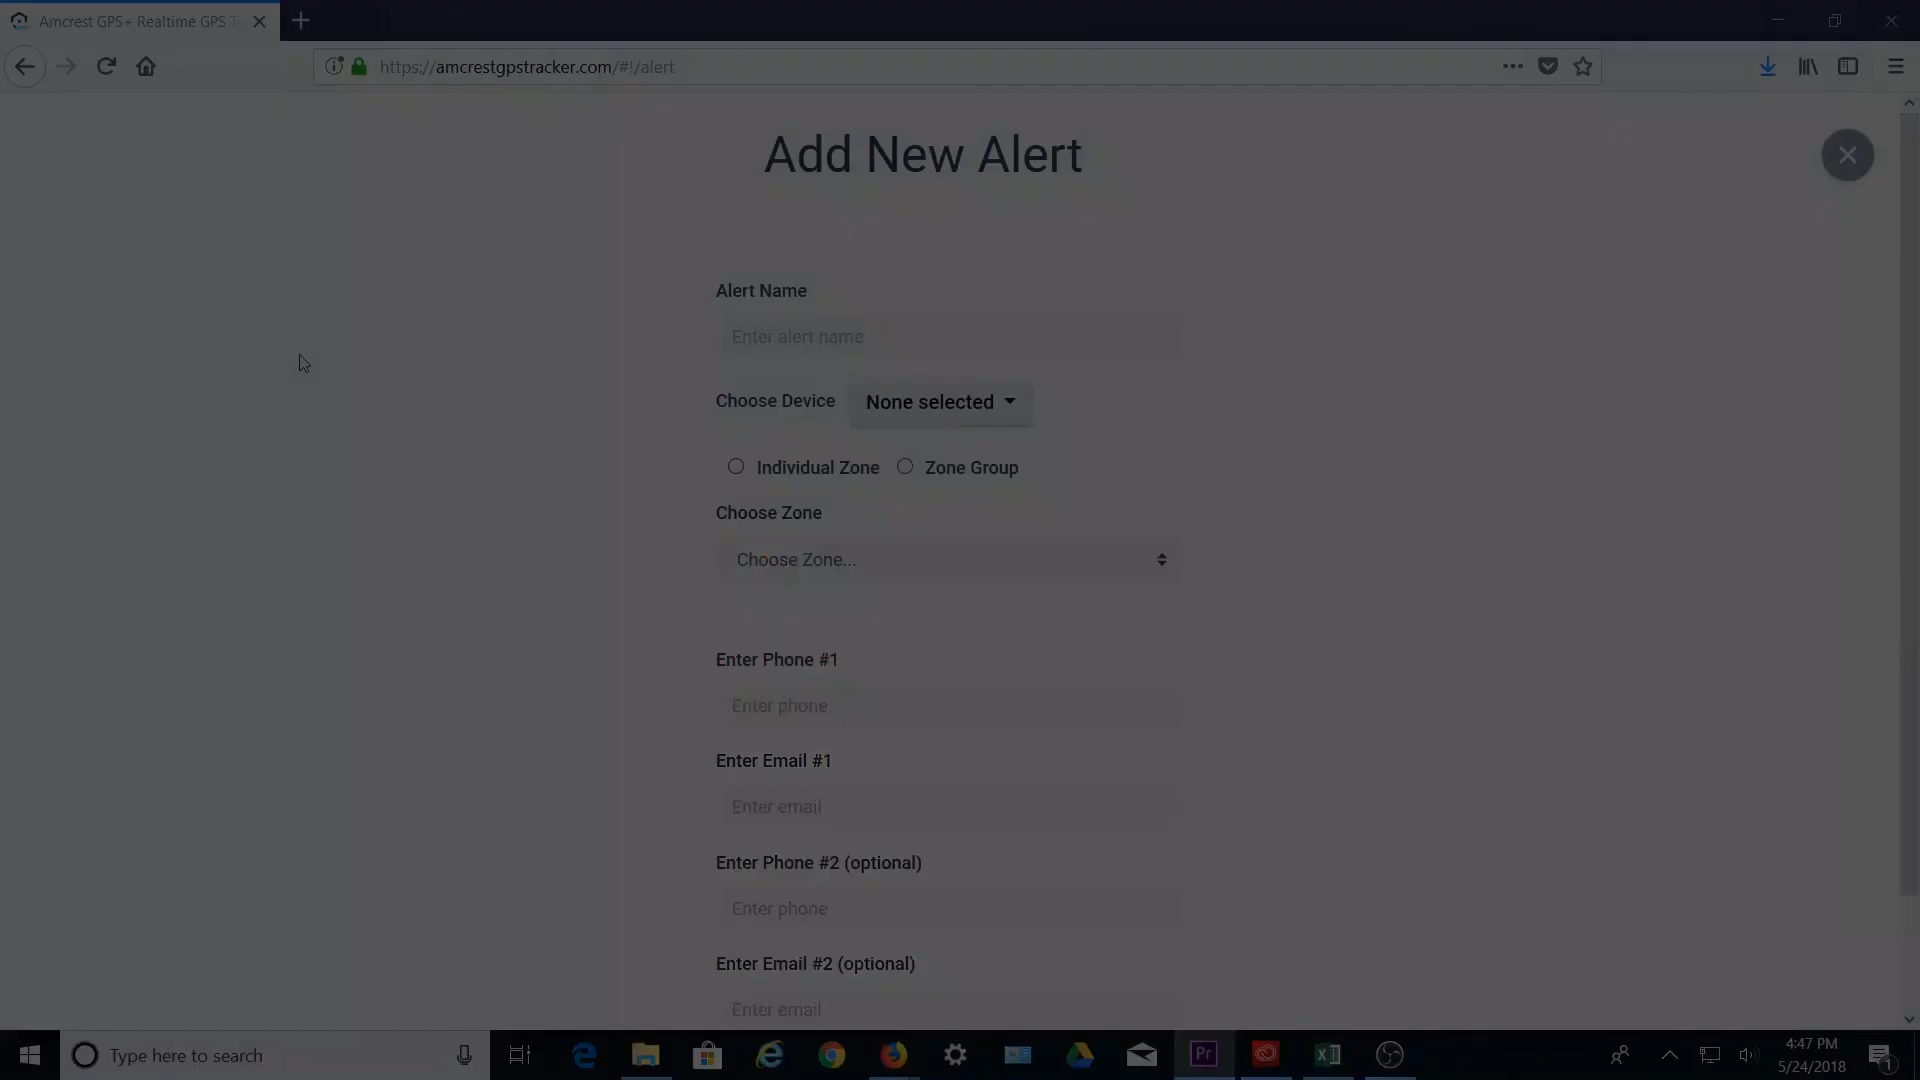 Amcrest GPS+ Realtime GPS T
https://amcrestgpstracker.com/#!/alert
Add New Alert
Alert Name
Enter alert name
Choose Device None selected
Individual Zone Zone Group
Choose Zone
Choose Zone...
Enter Phone #1
Enter phone
Enter Email #1
Enter email
Enter Phone #2 (optional)
Enter phone
Enter Email #2 (optional)
Enter email
Type here to search
Pr
4:47 PM
5/24/2018
1